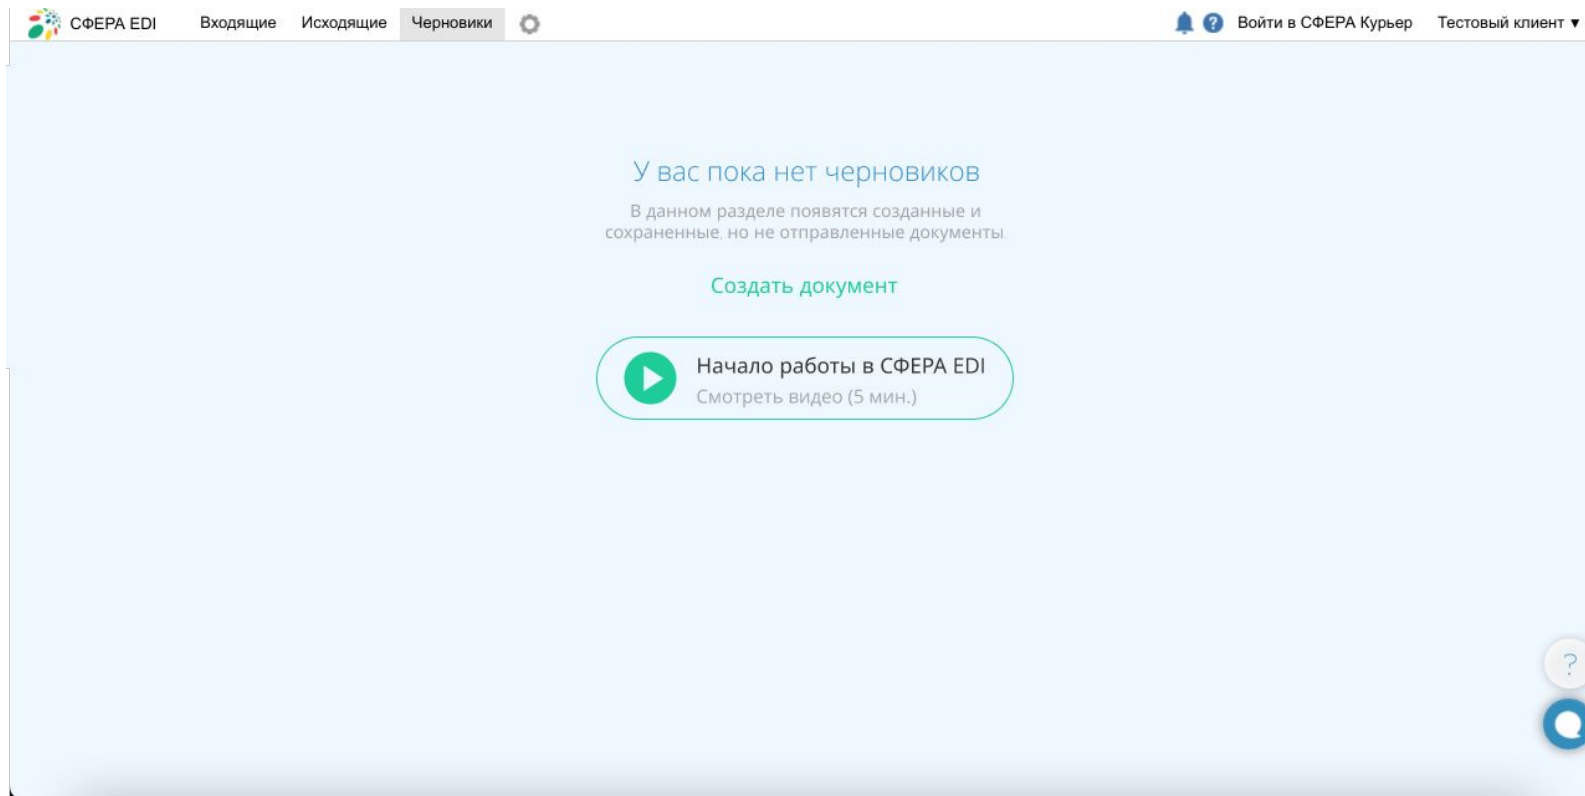 СФЕРА EDI Входящие Исходящие Черновики ? Войти в СФЕРА Курьер Тестовый клиент ▼
У вас пока нет черновиков
В данном разделе появятся созданные и
сохраненные, но не отправленные документы.
Создать документ
Начало работы в СФЕРА EDI
Смотреть видео (5 мин.)
?